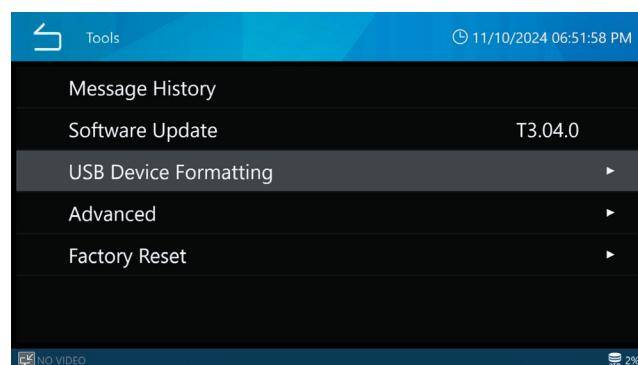 Tools 11/10/2024 06:51:58 PM
Message History
Software Update T3.04.0
USB Device Formatting
Advanced
Factory Reset
NO VIDEO 2%